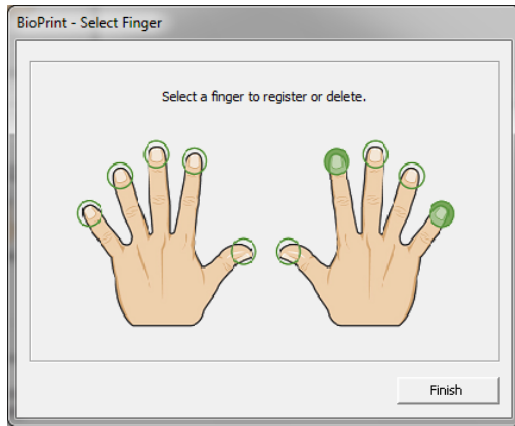 BioPrint - Select Finger
Select a finger to register or delete.
Finish